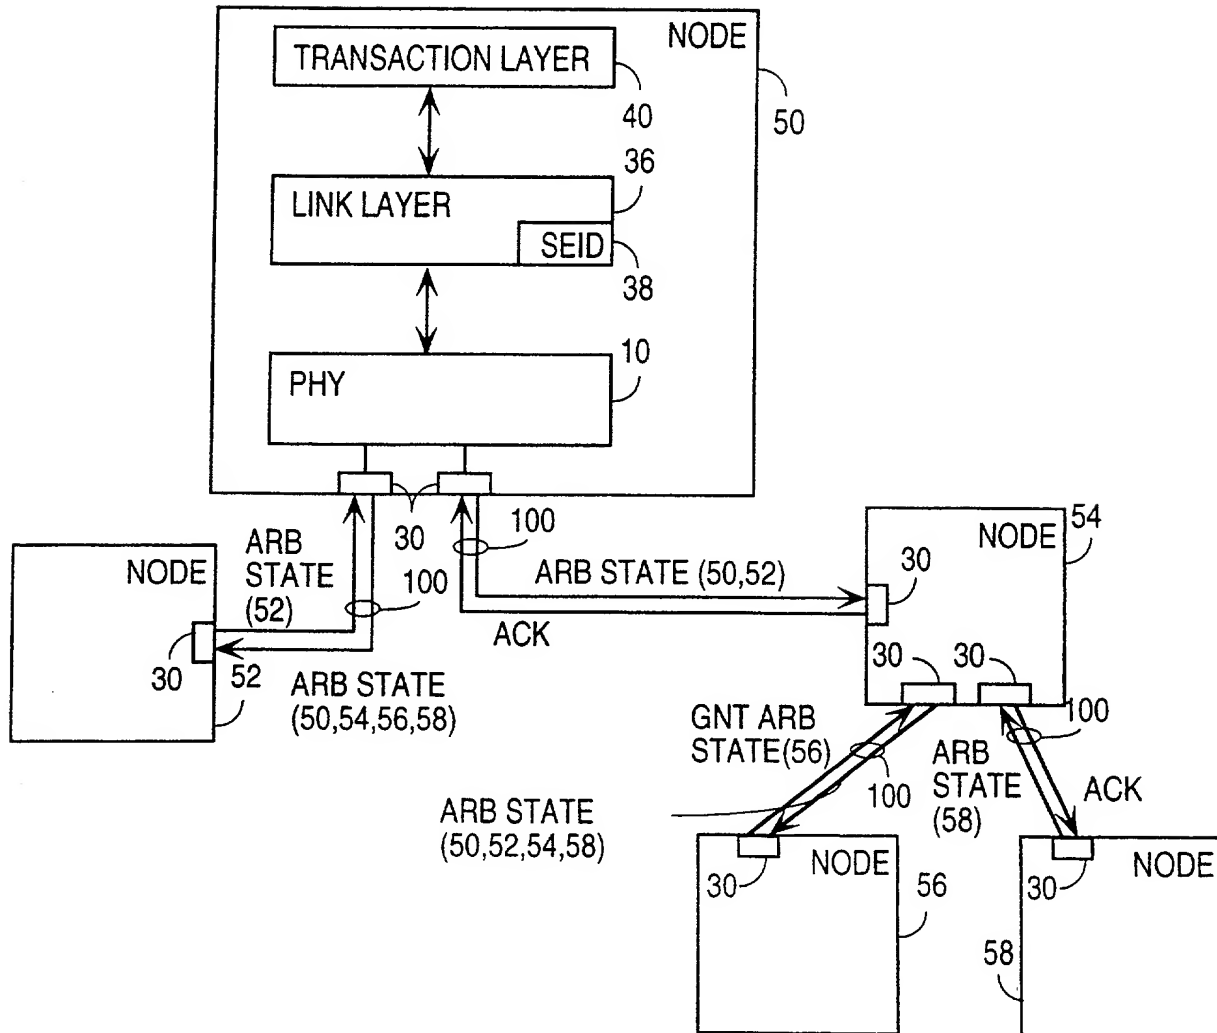 NODE
TRANSACTION LAYER
40
50
36
LINK LAYER
SEID
38
10
PHY
30
100
54
NODE
ARB
STATE
(52)
NODE
100
ARB STATE (50,52)
30
ACK
30
52
ARB STATE
(50,54,56,58)
30
30
GNT ARB
STATE(56)
100
100
ARB
STATE
(58)
ACK
ARB STATE
(50,52,54,58)
30
NODE
56
30
NODE
58